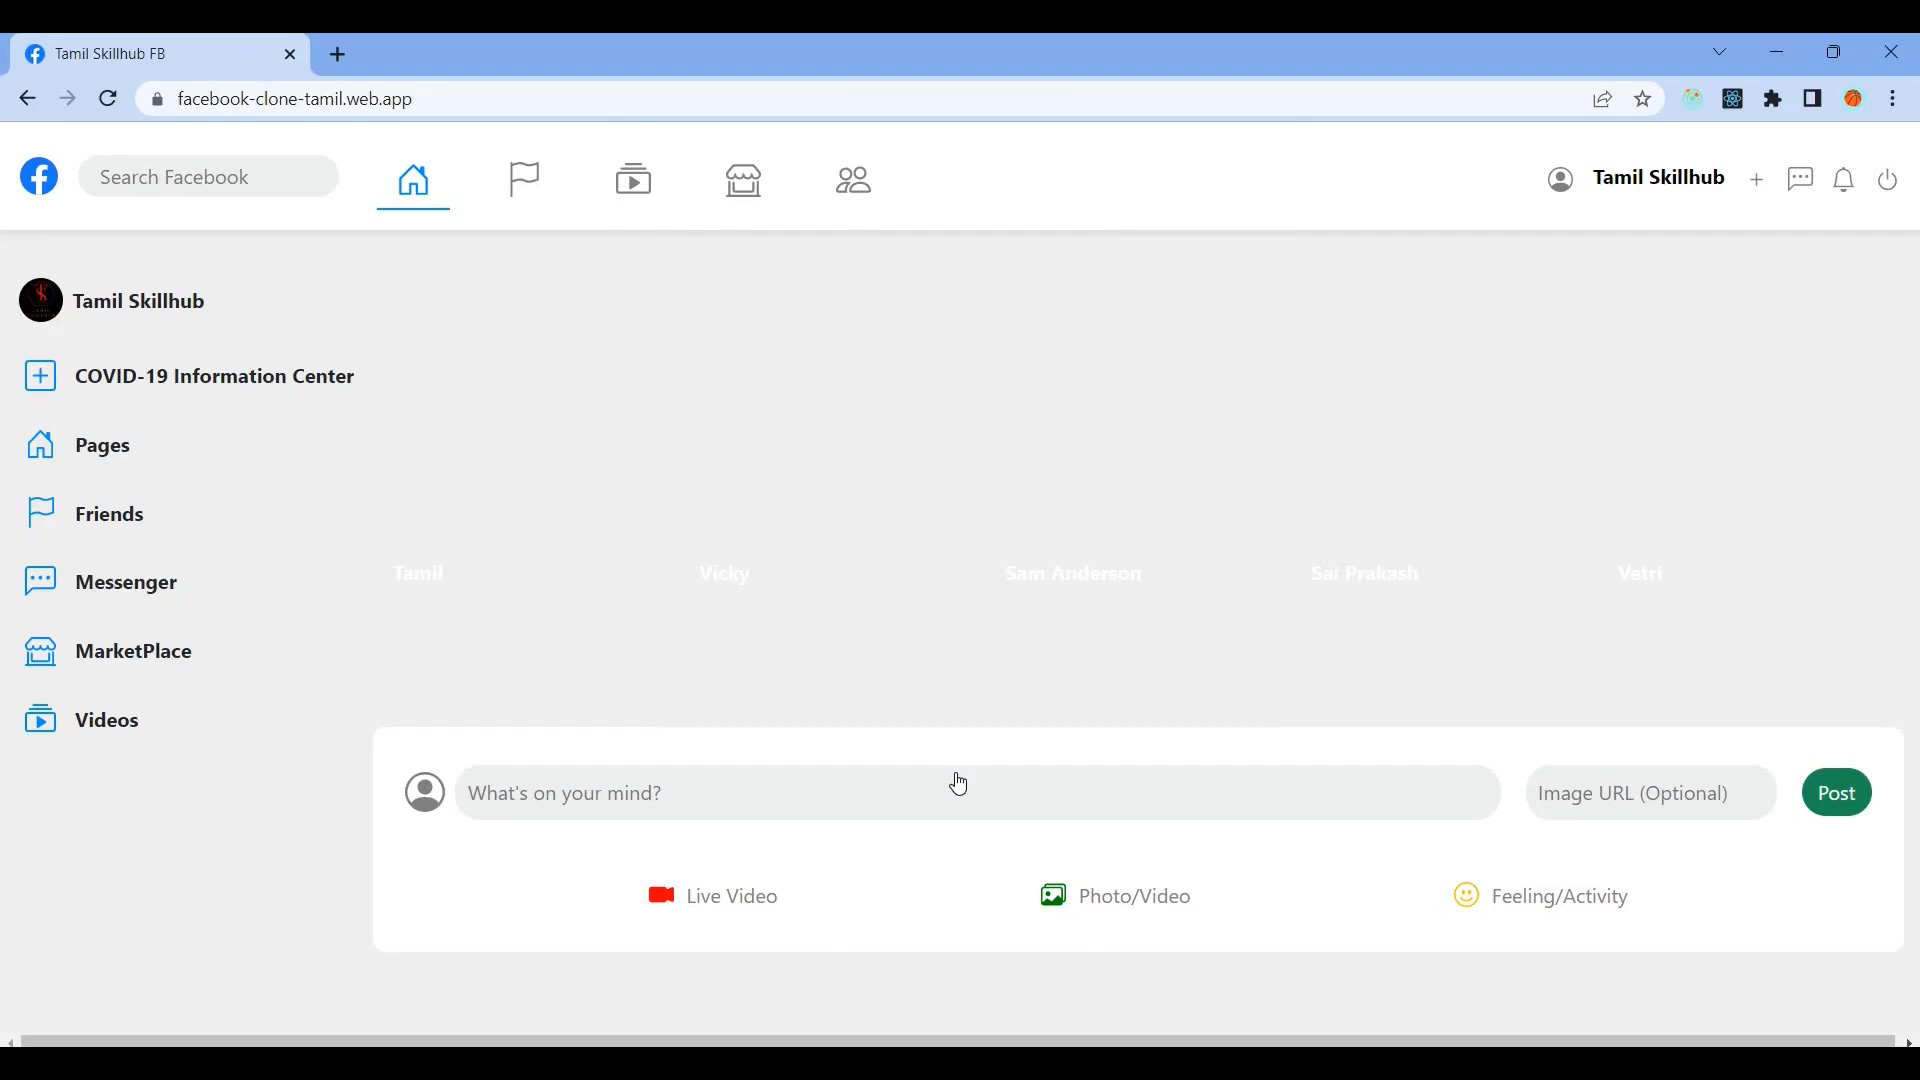 Tamil Skillhub FB
facebook-clone-tamil.web.app
Search Facebook
Tamil Skillhub
Tamil Skillhub
COVID-19 Information Center
Pages
Friends
Messenger
MarketPlace
Videos
Tamil Vicky Sam Anderson Sai Prakash Vetri
What's on your mind? Image URL (Optional) Post
Live Video Photo/Video Feeling/Activity